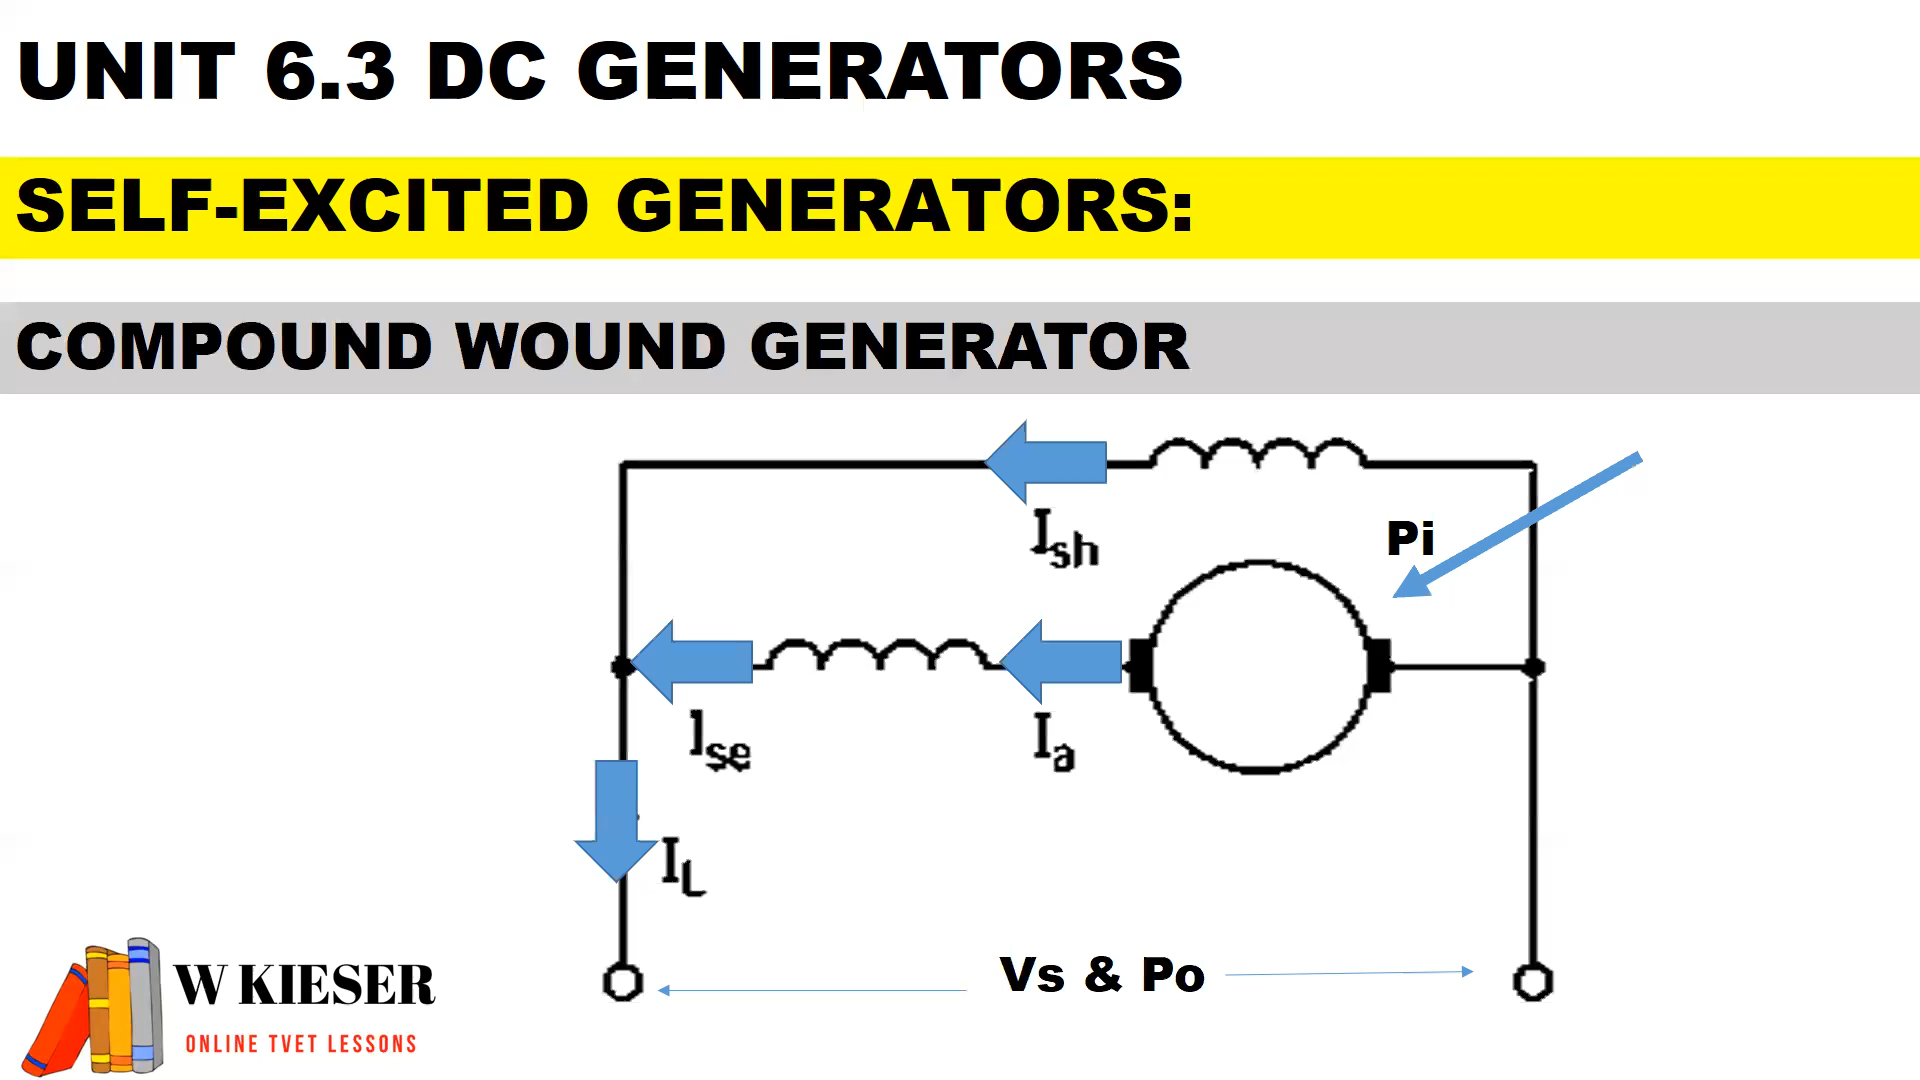 UNIT 6.3 DC GENERATORS
SELF-EXCITED GENERATORS:
COMPOUND WOUND GENERATOR
Ish
Pi
Ise
Ia
IL
Vs & Po
W KIESER
ONLINE TVET LESSONS